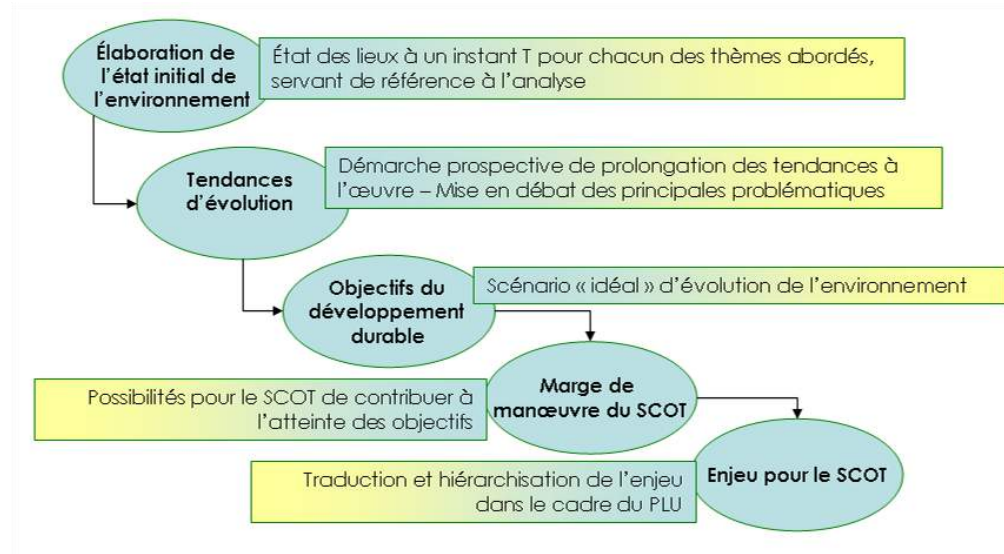 Élaboration de
l'état initial de
l'environnement
État des lieux à un instant T pour chacun des thèmes abordés,
servant de référence à l'analyse
Tendances
d'évolution
Démarche prospective de prolongation des tendances à
l'œuvre – Mise en débat des principales problématiques
Objectifs du
développement
durable
Scénario « idéal » d'évolution de l'environnement
Marge de
manœuvre du SCOT
Possibilités pour le SCOT de contribuer à
l'atteinte des objectifs
Enjeu pour le SCOT
Traduction et hiérarchisation de l'enjeu
dans le cadre du PLU